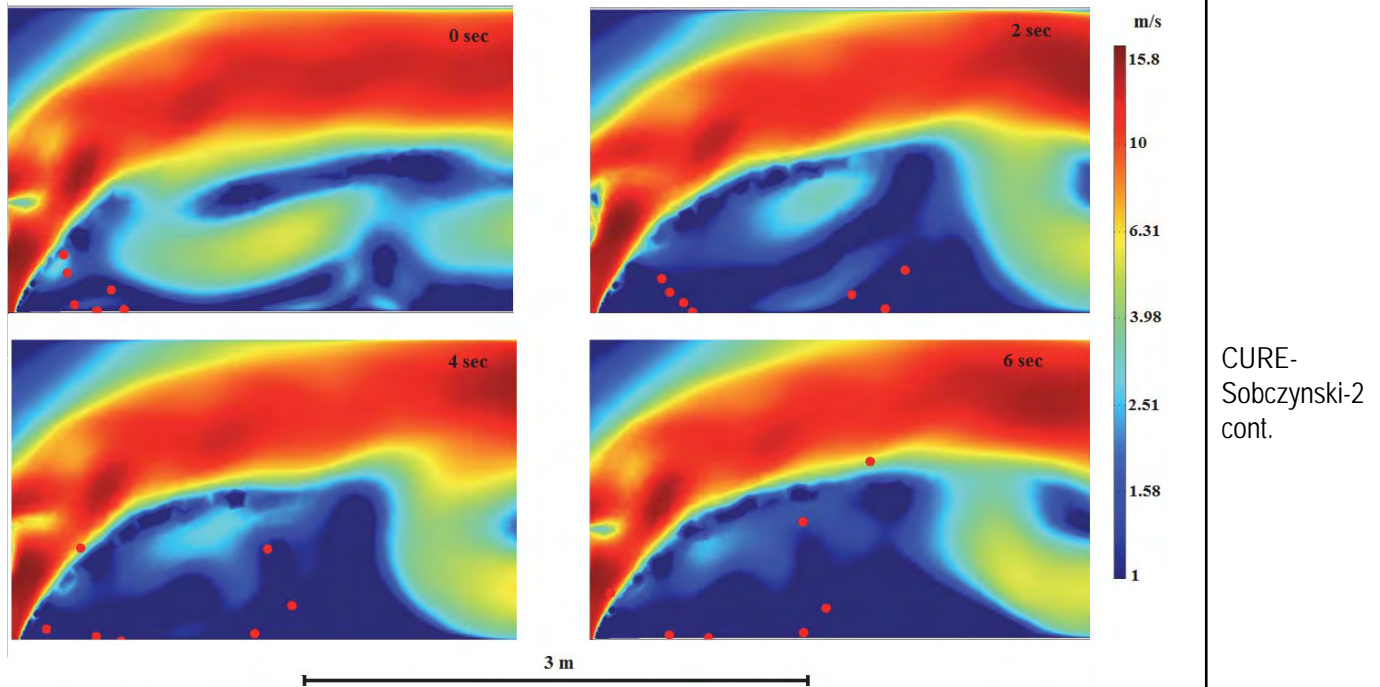 0 sec
2 sec
m/s
15.8
10
6.31
3.98
2.51
1.58
1
4 sec
6 sec
3 m
CURE-
Sobczynski-2
cont.